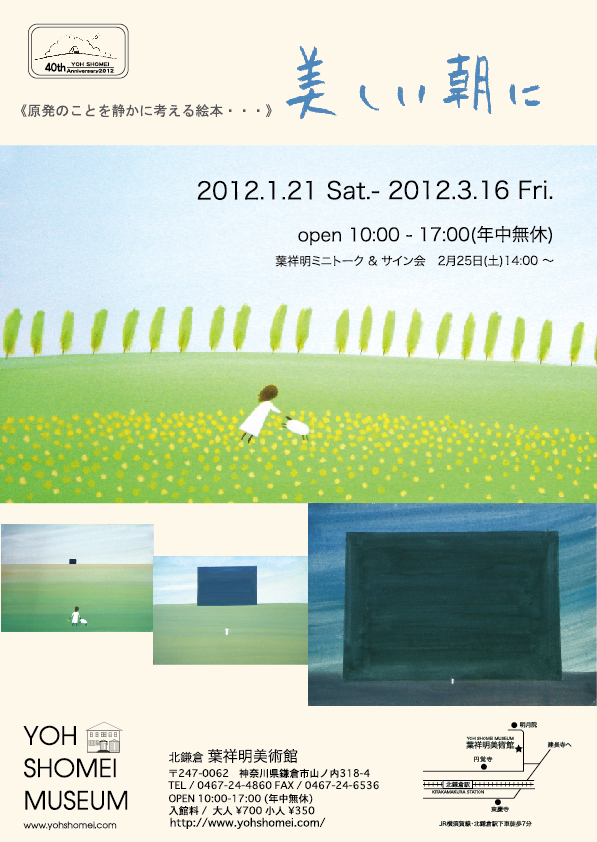 40th YOH SHOMEI
Anniversary2012
美しい朝に
《原発のことを静かに考える絵本・・・》
2012.1.21 Sat.- 2012.3.16 Fri.
open 10:00 - 17:00(年中無休)
葉祥明ミニトーク & サイン会　2月25日(土)14:00 〜
YOH
SHOMEI
MUSEUM
www.yohshomei.com
北鎌倉 葉祥明美術館
〒247-0062　神奈川県鎌倉市山ノ内318-4
TEL / 0467-24-4860 FAX / 0467-24-6536
OPEN 10:00-17:00 (年中無休)
入館料 / 大人 ¥700 小人 ¥350
http://www.yohshomei.com/
明月院
YOH SHOMEI MUSEUM
葉祥明美術館
建長寺へ
円覚寺
北鎌倉駅
KITAKAMAKURA STATION
東慶寺
JR横須賀線・北鎌倉駅下車徒歩7分